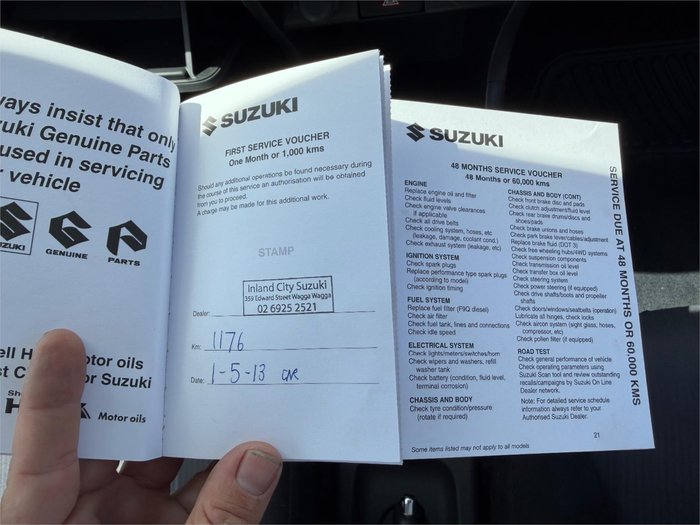 ways insist that only
uki Genuine Parts
used in servicing
r vehicle
SUZUKI
GENUINE
PARTS
Motor oils
for Suzuki
Motor oils
SUZUKI
FIRST SERVICE VOUCHER
One Month or 1,000 kms
Should any additional operations be found necessary during
the course of this service an authorisation will be obtained
from you to proceed.
A charge may be made for this additional work.
STAMP
Inland City Suzuki
359 Edward Street Wagga Wagga
02 6925 2521
Dealer:
Km: 1176
Date: 1-5-13
SUZUKI
48 MONTHS SERVICE VOUCHER
48 Months or 60,000 kms
ENGINE
Replace engine oil and filter
Check fluid levels
Check engine valve clearances
if applicable
Check all drive belts
Check cooling system, hoses, etc
(leakage, damage, coolant cond.)
Check exhaust system (leakage, etc)
IGNITION SYSTEM
Check spark plugs
Replace performance type spark plugs
(according to model)
Check ignition timing
FUEL SYSTEM
Replace fuel filter (F9Q diesel)
Check air filter
Check fuel tank, lines and connections
Check idle speed
ELECTRICAL SYSTEM
Check lights/meters/switches/horn
Check wipers and washers, refill
washer tank
Check battery (condition, fluid level,
terminal corrosion)
CHASSIS AND BODY
Check tyre condition/pressure
(rotate if required)
CHASSIS AND BODY (CONT)
Check front brake disc and pads
Check clutch adjustment/fluid level
Check rear brake drums/discs and
shoes/pads
Check brake unions and hoses
Check park brake lever/cables/adjustment
Replace brake fluid (DOT 3)
Check free wheeling hubs/4WD systems
Check suspension components
Check transmission oil level
Check transfer box oil level
Check steering system
Check power steering (if equipped)
Check drive shafts/boots and propeller
shafts
Check doors/windows/seatbelts (operation)
Lubricate all hinges, check locks
Check aircon system (sight glass, hoses,
compressor, etc)
Check pollen filter (if equipped)
ROAD TEST
Check general performance of vehicle
Check operating parameters using
Suzuki Scan tool and review outstanding
recalls/campaigns by Suzuki On Line
Dealer network.
Note: For detailed service schedule
information always refer to your
Authorised Suzuki Dealer.
21
Some items listed may not apply to all models
SERVICE DUE AT 48 MONTHS OR 60,000 KMS